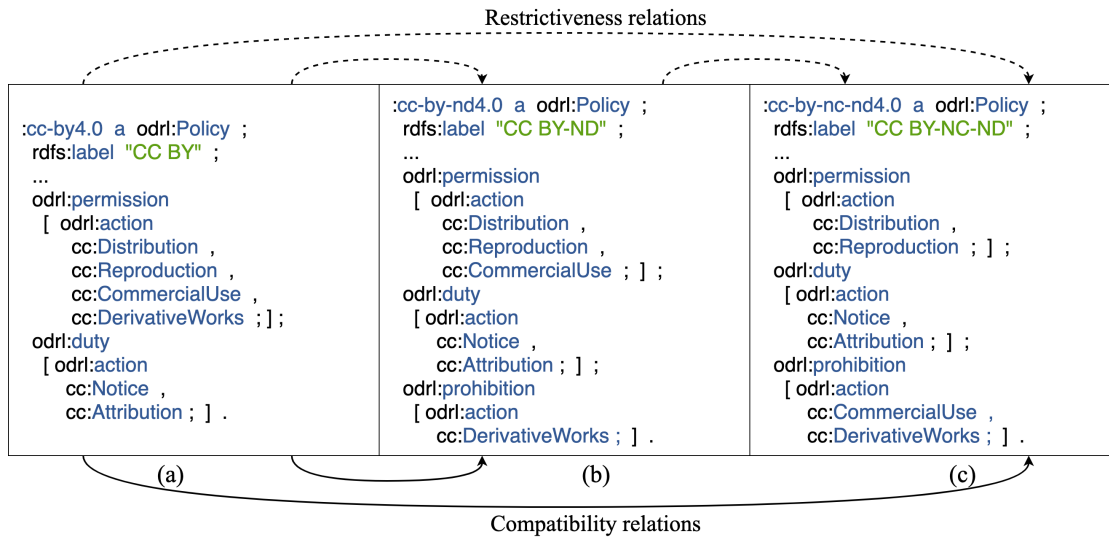 Restrictiveness relations
:cc-by4.0 a odrl:Policy ;
rdfs:label "CC BY" ;
...
odrl:permission
[ odrl:action
cc:Distribution ,
cc:Reproduction ,
cc:CommercialUse ,
cc:DerivativeWorks ; ] ;
odrl:duty
[ odrl:action
cc:Notice ,
cc:Attribution ; ] .
(a)
:cc-by-nd4.0 a odrl:Policy ;
rdfs:label "CC BY-ND" ;
...
odrl:permission
[ odrl:action
cc:Distribution ,
cc:Reproduction ,
cc:CommercialUse ; ] ;
odrl:duty
[ odrl:action
cc:Notice ,
cc:Attribution ; ] ;
odrl:prohibition
[ odrl:action
cc:DerivativeWorks ; ] .
(b)
:cc-by-nc-nd4.0 a odrl:Policy ;
rdfs:label "CC BY-NC-ND" ;
...
odrl:permission
[ odrl:action
cc:Distribution ,
cc:Reproduction ; ] ;
odrl:duty
[ odrl:action
cc:Notice ,
cc:Attribution ; ] ;
odrl:prohibition
[ odrl:action
cc:CommercialUse ,
cc:DerivativeWorks ; ] .
(c)
Compatibility relations